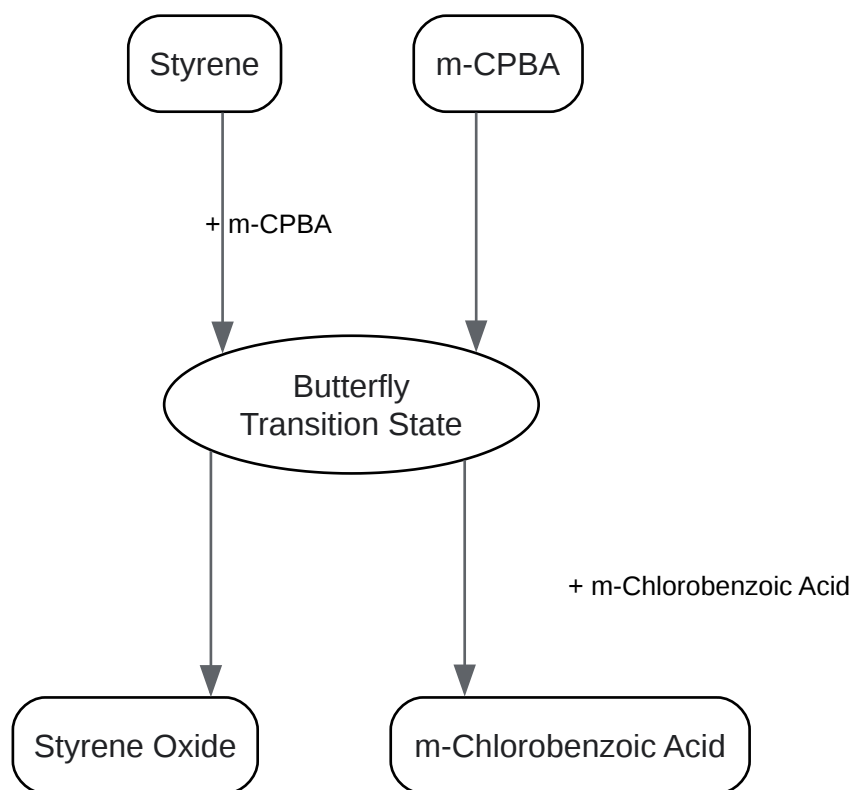 Styrene
m-CPBA
+ m-CPBA
Butterfly
Transition State
+ m-Chlorobenzoic Acid
Styrene Oxide
m-Chlorobenzoic Acid